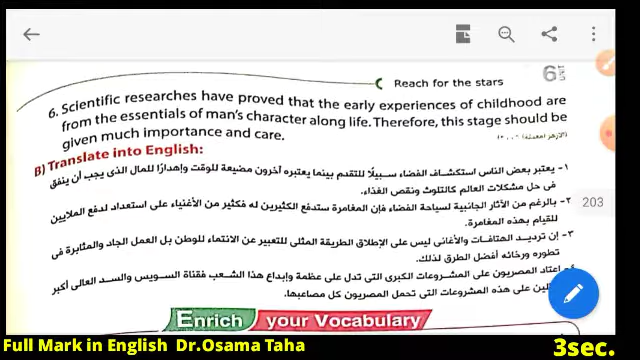 Reach for the stars
6
UNIT
6. Scientific researches have proved that the early experiences of childhood are
from the essentials of man's character along life. Therefore, this stage should be
given much importance and care.
B) Translate into English:
١- يعتبر بعض الناس استكشاف الفضاء سبيلًا للتقدم بينما يعتبره آخرون مضيعة للوقت وإهدارًا للمال الذى يجب أن ينفق
فى حل مشكلات العالم كالتلوث ونقص الغذاء.
٢- بالرغم من الآثار الجانبية لسياحة الفضاء فإن المغامرة ستدفع الكثيرين له فكثير من الأغنياء على استعداد لدفع الملايين
للقيام بهذه المغامرة.
203
٣- إن ترديد الهتافات والأغانى ليس على الإطلاق الطريقة المثلى للتعبير عن الانتماء للوطن بل العمل الجاد والمثابرة فى
تطوره ورخائه أفضل الطرق لذلك.
اعتاد المصريون على المشروعات الكبرى التى تدل على عظمة وإبداع هذا الشعب فقناة السويس والسد العالى أكبر
على هذه المشروعات التى تحمل المصريون كل مصاعبها.
Enrich your Vocabulary
Full Mark in English Dr.Osama Taha
3sec.